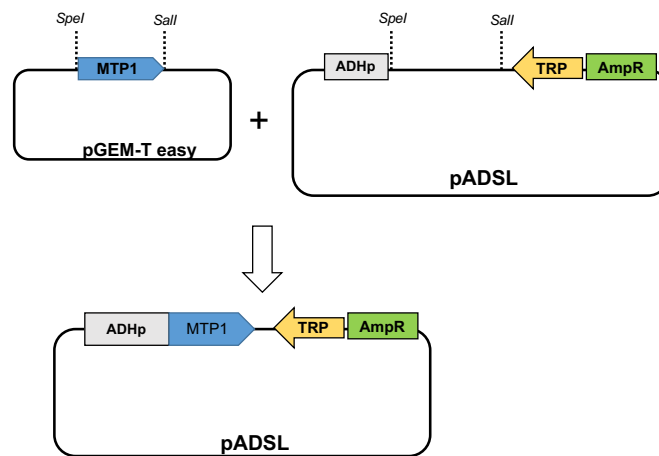 SpeI
SalI
SpeI
SalI
MTP1
ADHp
TRP
AmpR
+
pGEM-T easy
pADSL
ADHp
MTP1
TRP
AmpR
pADSL